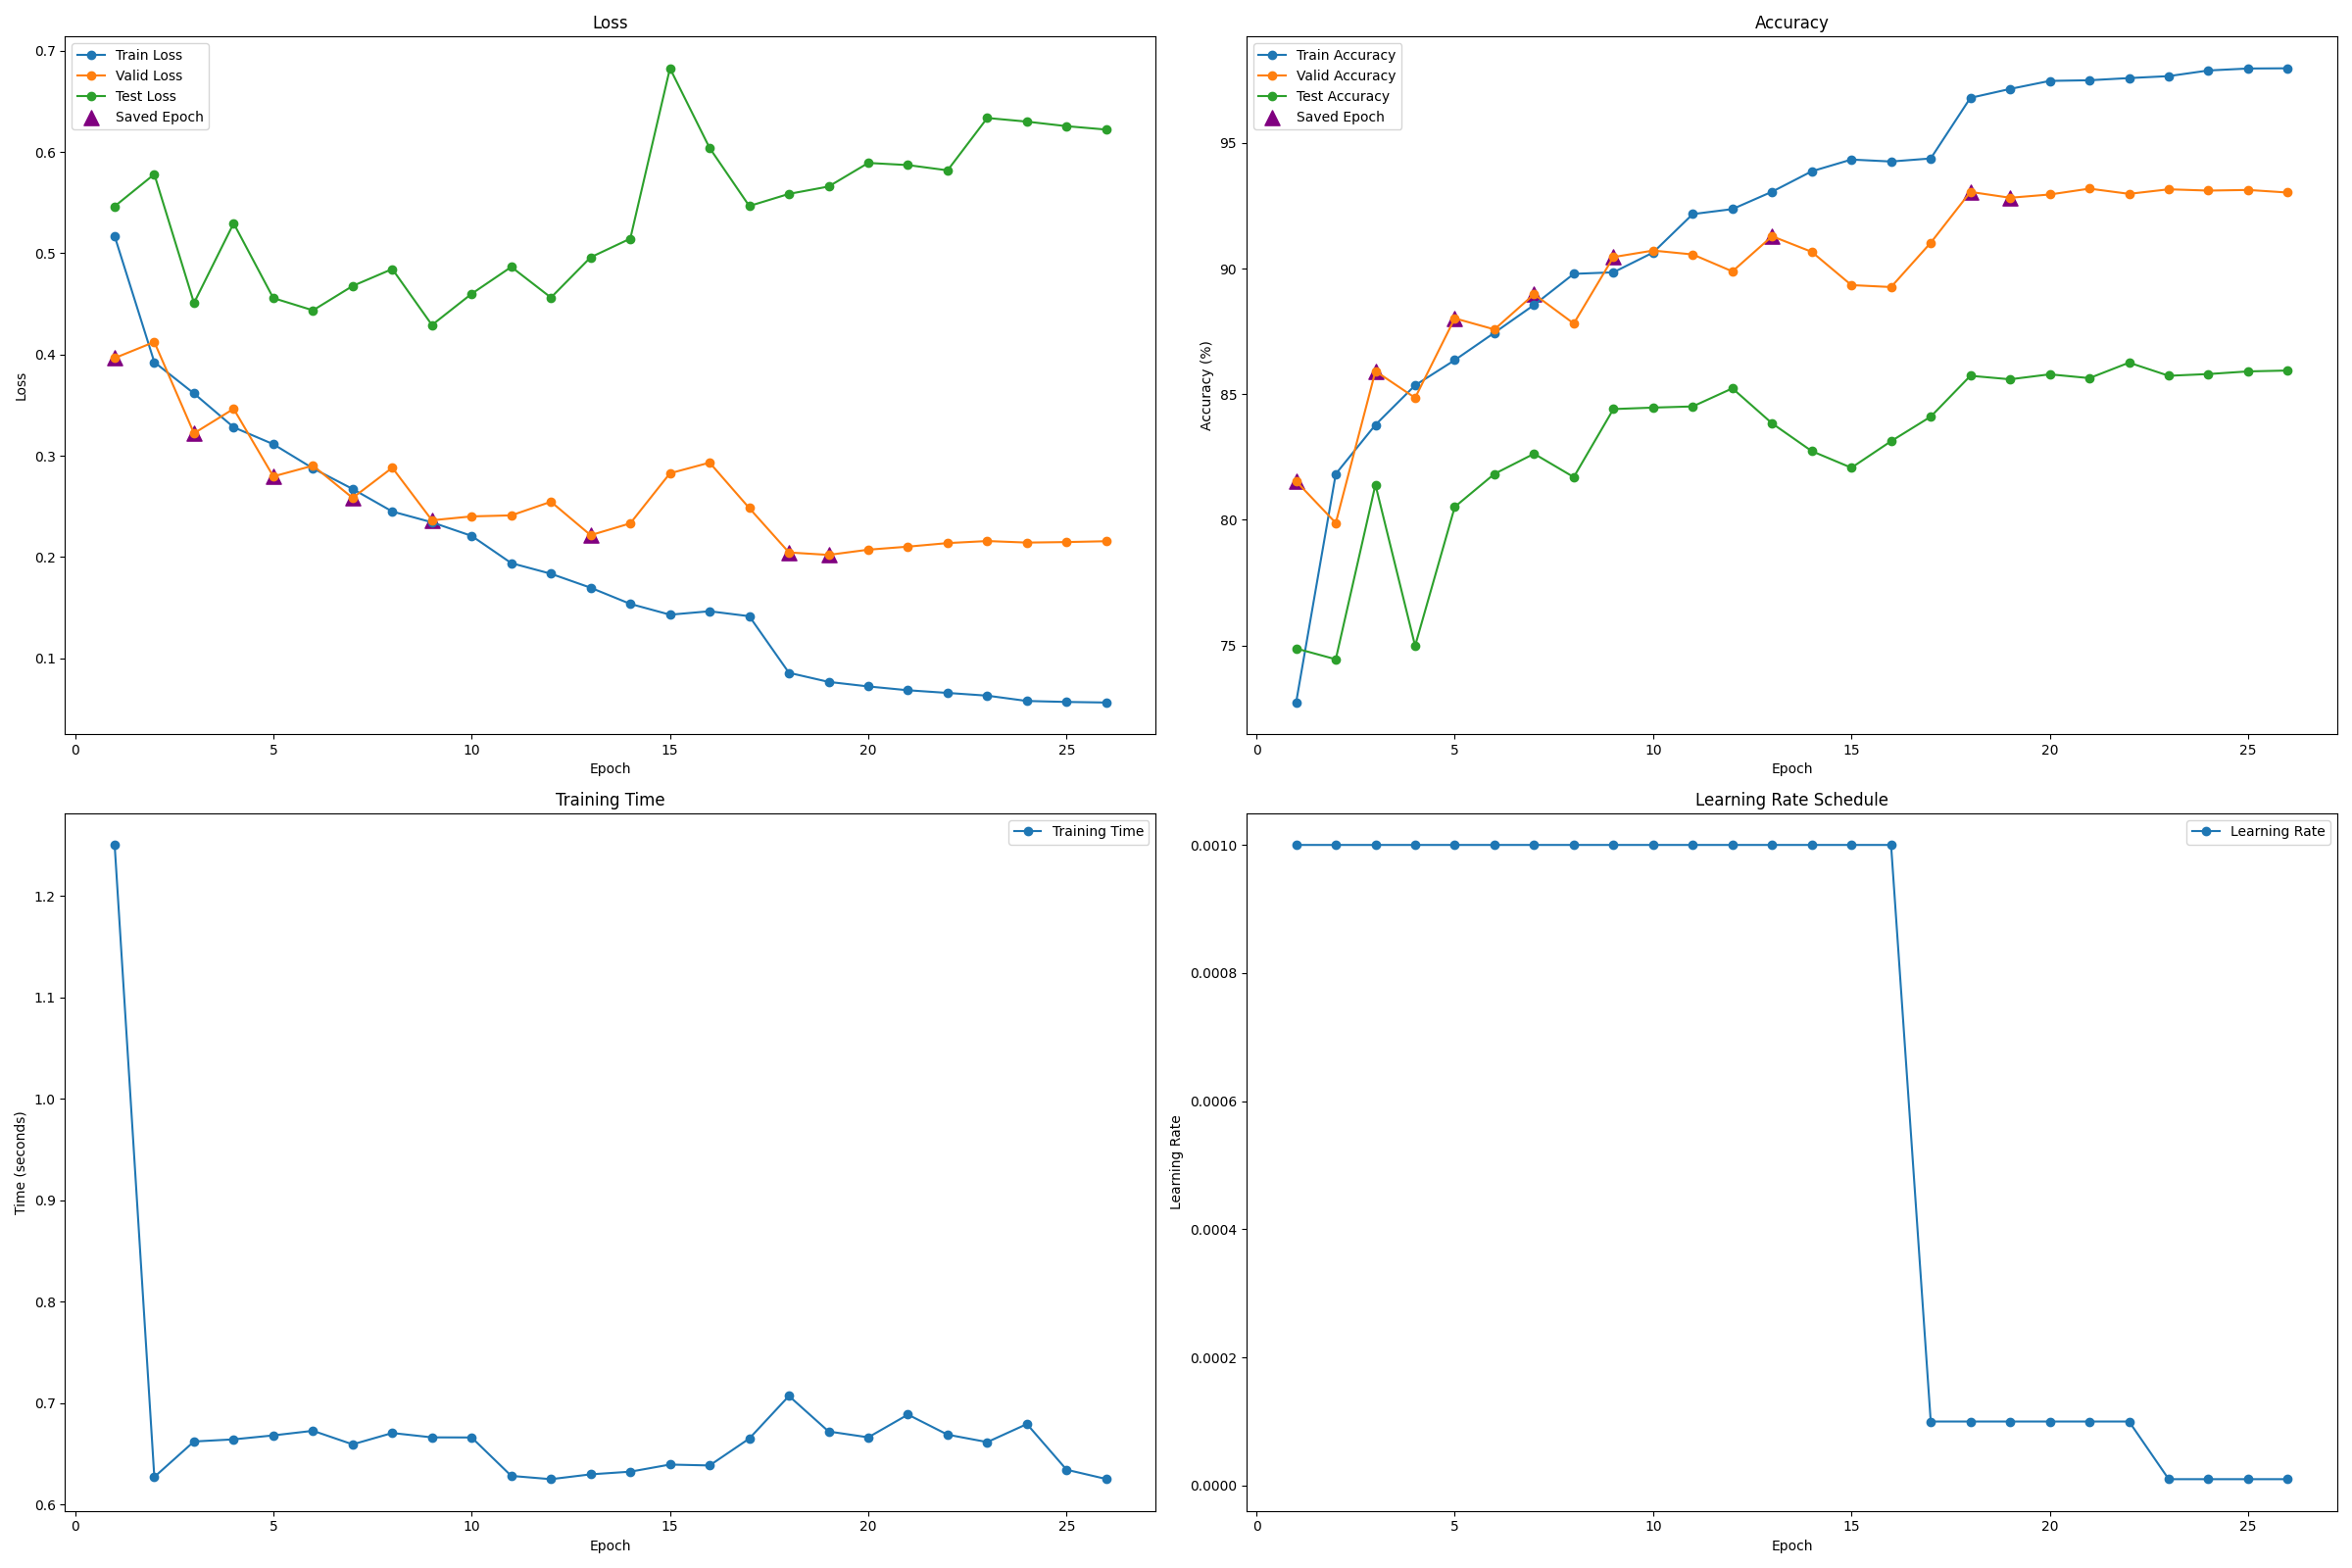 Loss
Train Loss
Valid Loss
Test Loss
Saved Epoch
0.7
0.6
0.5
0.4
0.3
0.2
0.1
Loss
0
5
10
15
20
25
Epoch
Accuracy
Train Accuracy
Valid Accuracy
Test Accuracy
Saved Epoch
95
90
85
80
75
Accuracy (%)
0
5
10
15
20
25
Epoch
Training Time
Training Time
1.2
1.1
1.0
0.9
0.8
0.7
0.6
Time (seconds)
0
5
10
15
20
25
Epoch
Learning Rate Schedule
Learning Rate
0.0010
0.0008
0.0006
0.0004
0.0002
0.0000
Learning Rate
0
5
10
15
20
25
Epoch